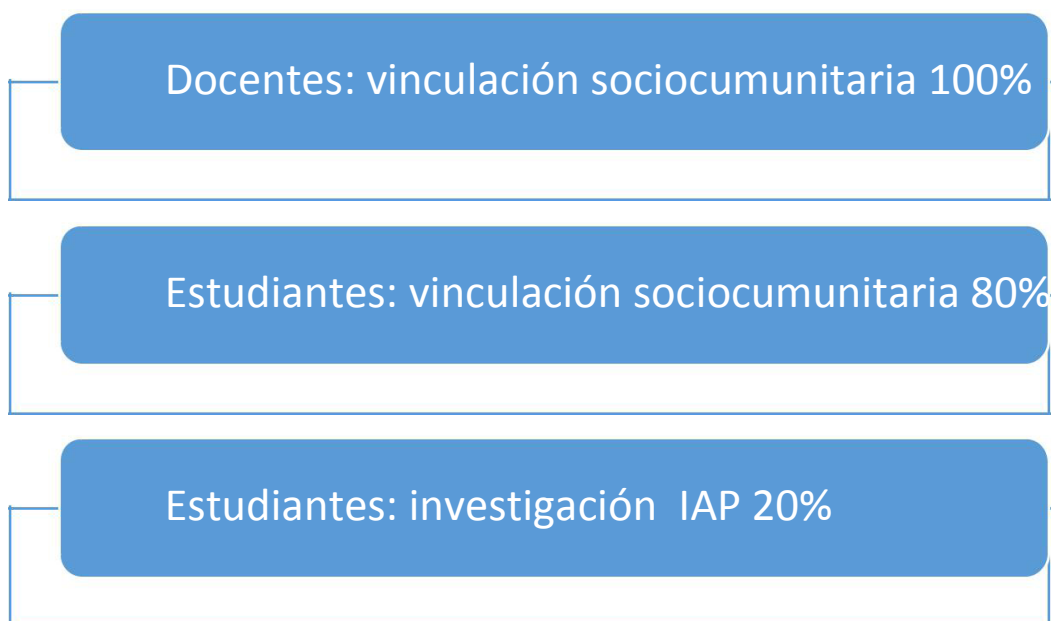 Docentes: vinculación sociocumunitaria 100%
Estudiantes: vinculación sociocumunitaria 80%
Estudiantes: investigación  IAP 20%